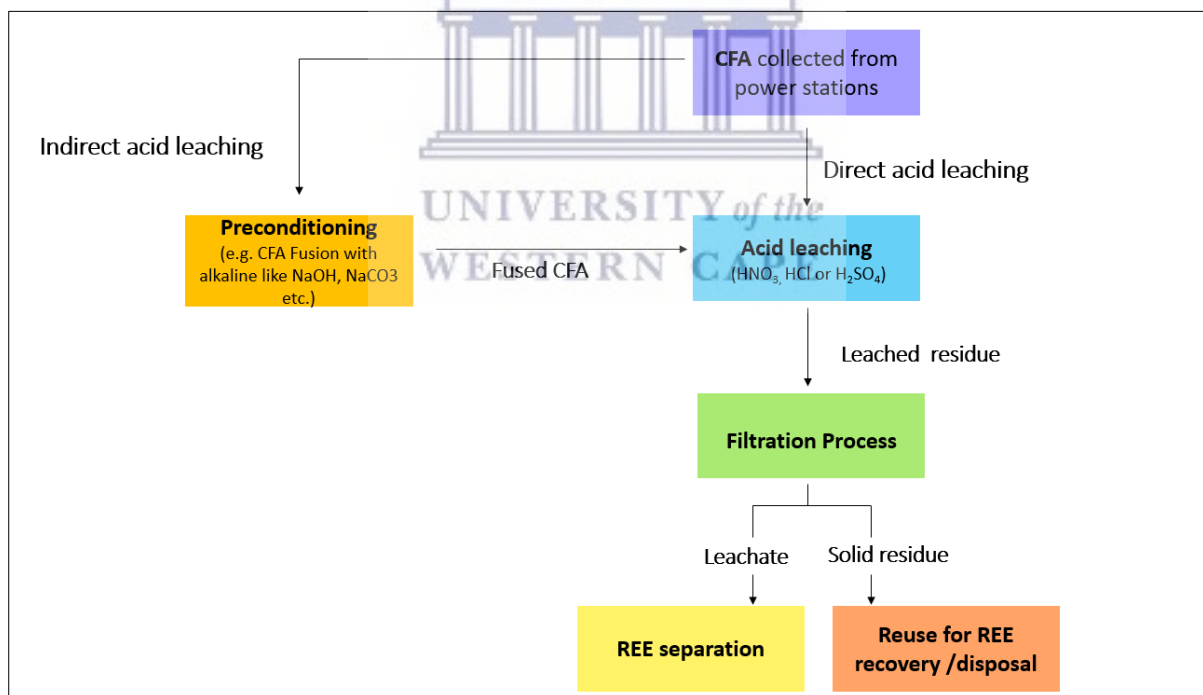 CFA collected from
power stations
Indirect acid leaching
Direct acid leaching
UNIVERSITY of the
WESTERN CAPE
Preconditioning
(e.g. CFA Fusion with
alkaline like NaOH, NaCO3
etc.)
Fused CFA
Acid leaching
(HNO₃, HCl or H₂SO₄)
Leached residue
Filtration Process
Leachate
Solid residue
REE separation
Reuse for REE
recovery /disposal